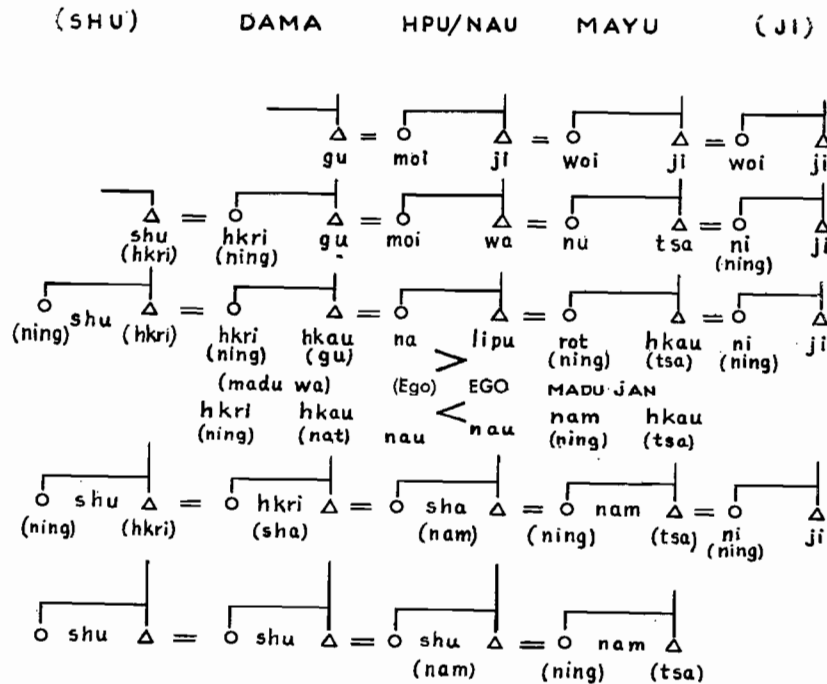 (SHU) DAMA HPU/NAU MAYU (JI)
gu moi ji woi ji woi ji
shu hkri gu moi wa nu tsa ni ji
(hkri) (ning) (ning)
(ning) shu (hkri) hkri hkau na lipu rot hkau ni ji
(ning) (gu) (ning) (tsa) (ning)
(madu wa) (Ego) EGO MADU JAN
hkri hkau nau nau nam hkau
(ning) (nat) (ning) (tsa)
shu hkri sha nam ni ji
(ning) (hkri) (sha) (nam) (ning) (tsa) (ning)
shu shu shu nam
(nam) (ning) (tsa)